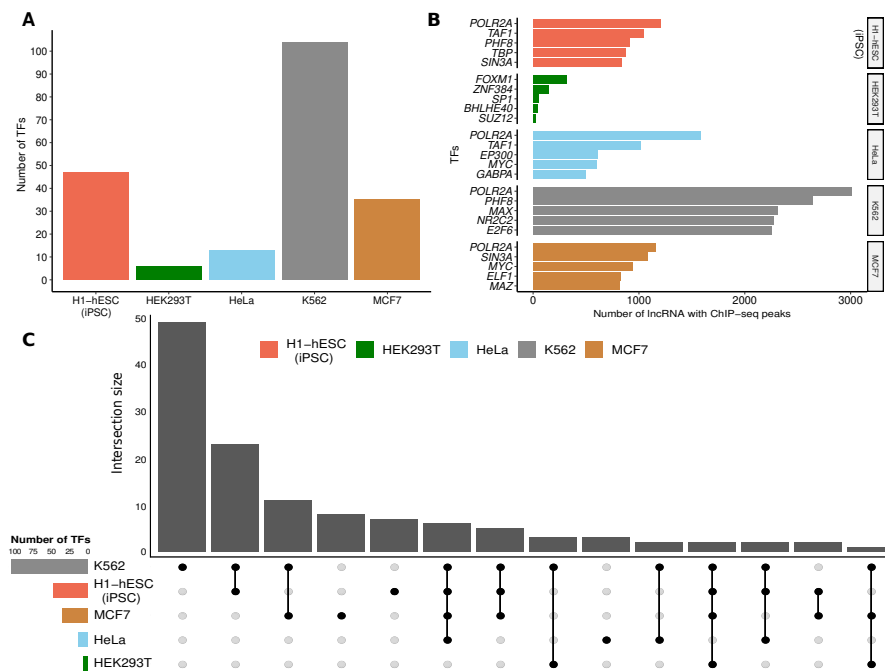 A
Number of TFs
100
90
80
70
60
50
40
30
20
10
0
H1−hESC
(iPSC)
HEK293T
HeLa
K562
MCF7
B
TFs
POLR2A
TAF1
PHF8
TBP
SIN3A
H1−hESC
(iPSC)
FOXM1
ZNF384
SP1
BHLHE40
SUZ12
HEK293T
POLR2A
TAF1
EP300
MYC
GABPA
HeLa
POLR2A
PHF8
MAX
NR2C2
E2F6
K562
POLR2A
SIN3A
MYC
ELF1
MAZ
MCF7
0 1000 2000 3000
Number of lncRNA with ChIP−seq peaks
C
H1−hESC
(iPSC)
HEK293T
HeLa
K562
MCF7
Intersection size
50
40
30
20
10
0
Number of TFs
100 75 50 25 0
K562
H1−hESC
(iPSC)
MCF7
HeLa
HEK293T